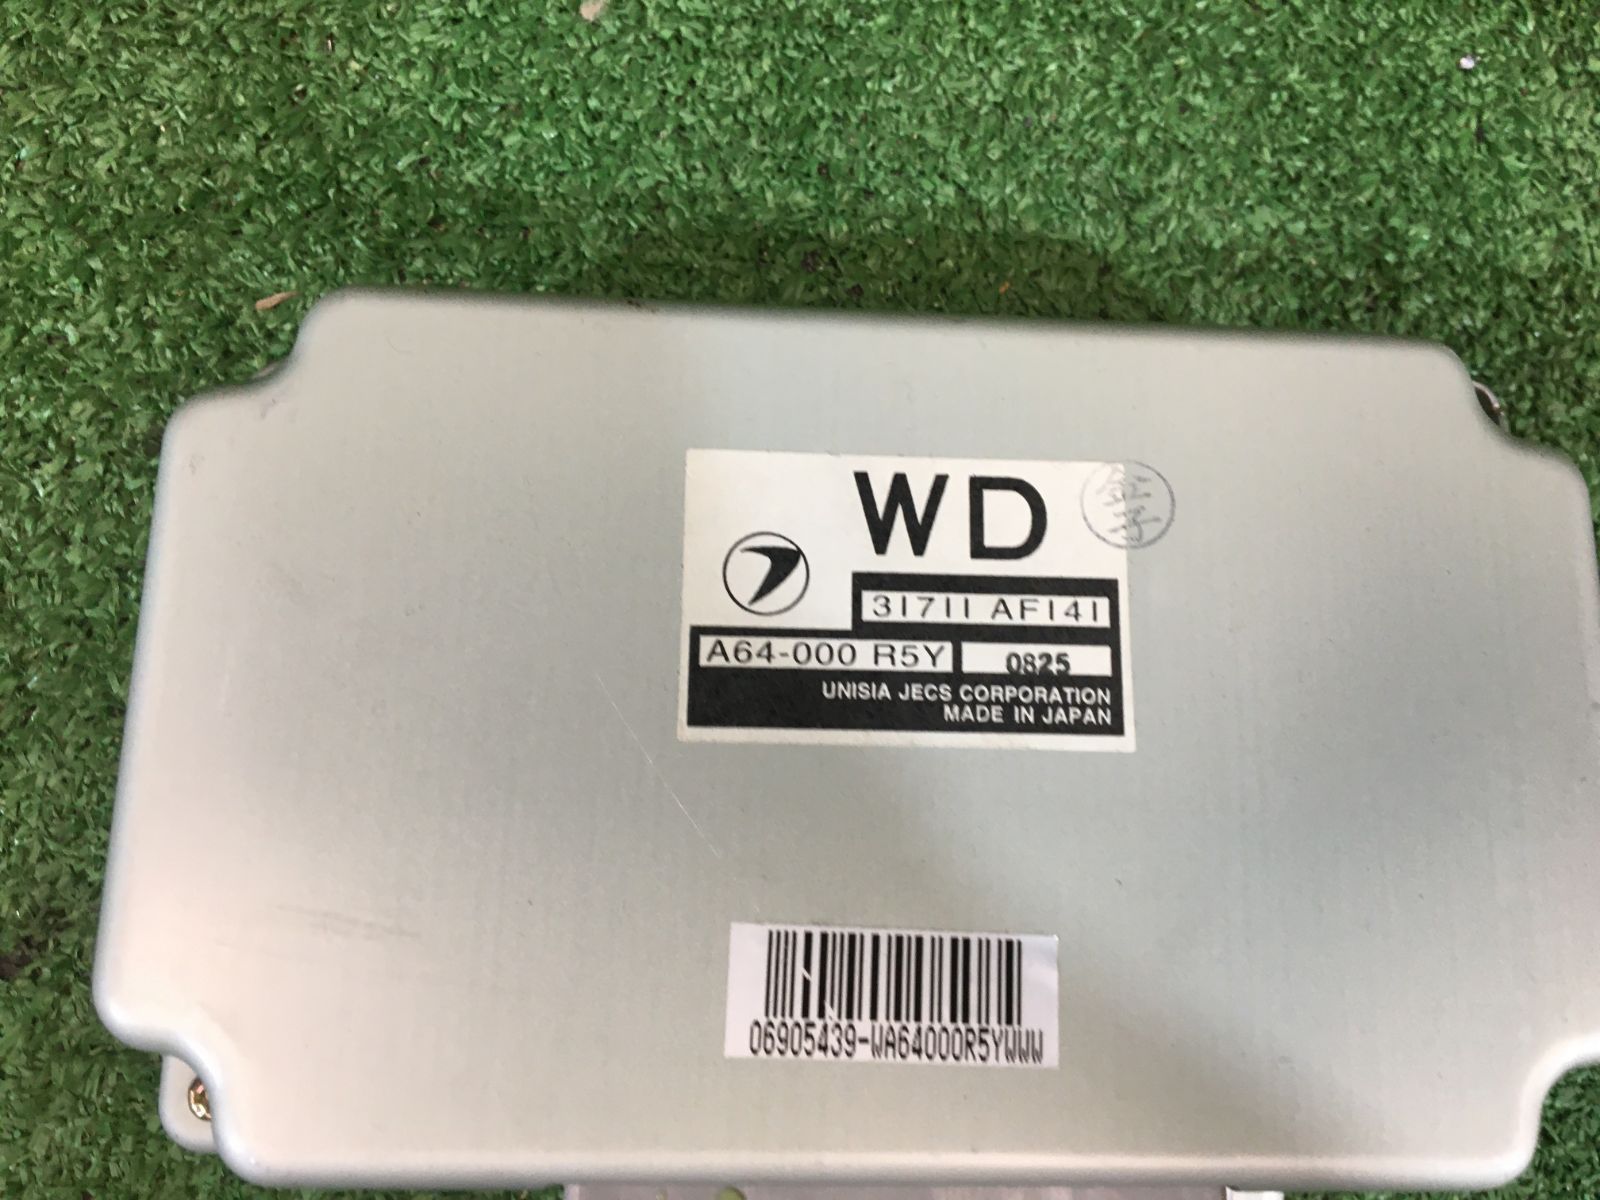 WD
31711 AF141
A64-000 R5Y
0825
UNISIA JECS CORPORATION
MADE IN JAPAN
06905439-WA64000R5YWWW